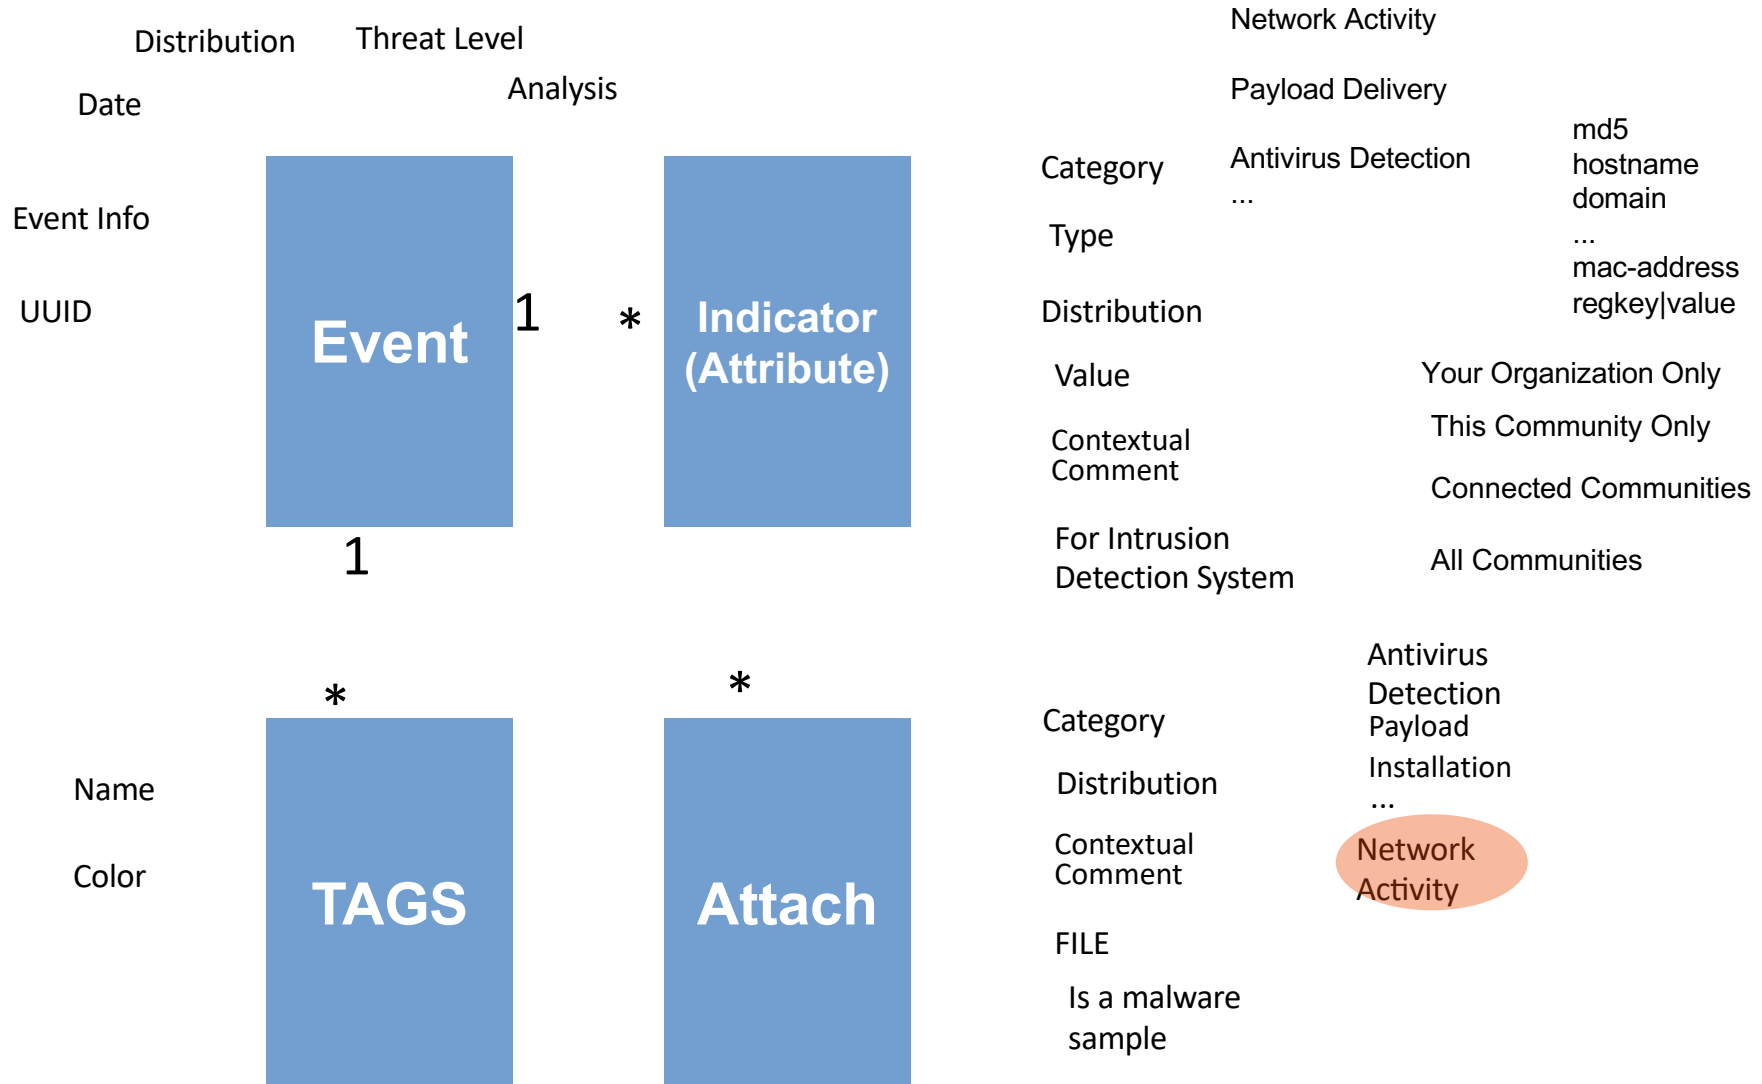 Distribution
Threat Level
Analysis
Date
Event Info
UUID
Event
1
*
Indicator
(Attribute)
1
Network Activity
Payload Delivery
Antivirus Detection
...
Category
Type
Distribution
Value
Contextual
Comment
For Intrusion
Detection System
md5
hostname
domain
...
mac-address
regkey|value
Your Organization Only
This Community Only
Connected Communities
All Communities
*
*
Name
Color
TAGS
Attach
Category
Distribution
Contextual
Comment
FILE
Is a malware
sample
Antivirus
Detection
Payload
Installation
...
Network
Activity